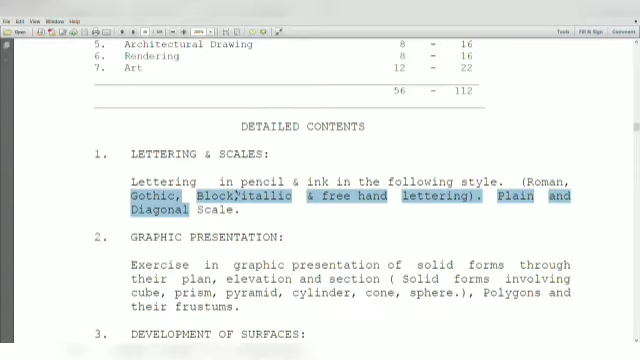 File Edit View Window Help
Open
Tools Fill & Sign Comment
5. Architectural Drawing 8 - 16
6. Rendering 8 - 16
7. Art 12 - 22
56 - 112
DETAILED CONTENTS
1. LETTERING & SCALES:
Lettering in pencil & ink in the following style. (Roman,
Gothic, Block, itallic & free hand lettering). Plain and
Diagonal Scale.
2. GRAPHIC PRESENTATION:
Exercise in graphic presentation of solid forms through
their plan, elevation and section ( Solid forms involving
cube, prism, pyramid, cylinder, cone, sphere.), Polygons and
their frustums.
3. DEVELOPMENT OF SURFACES: